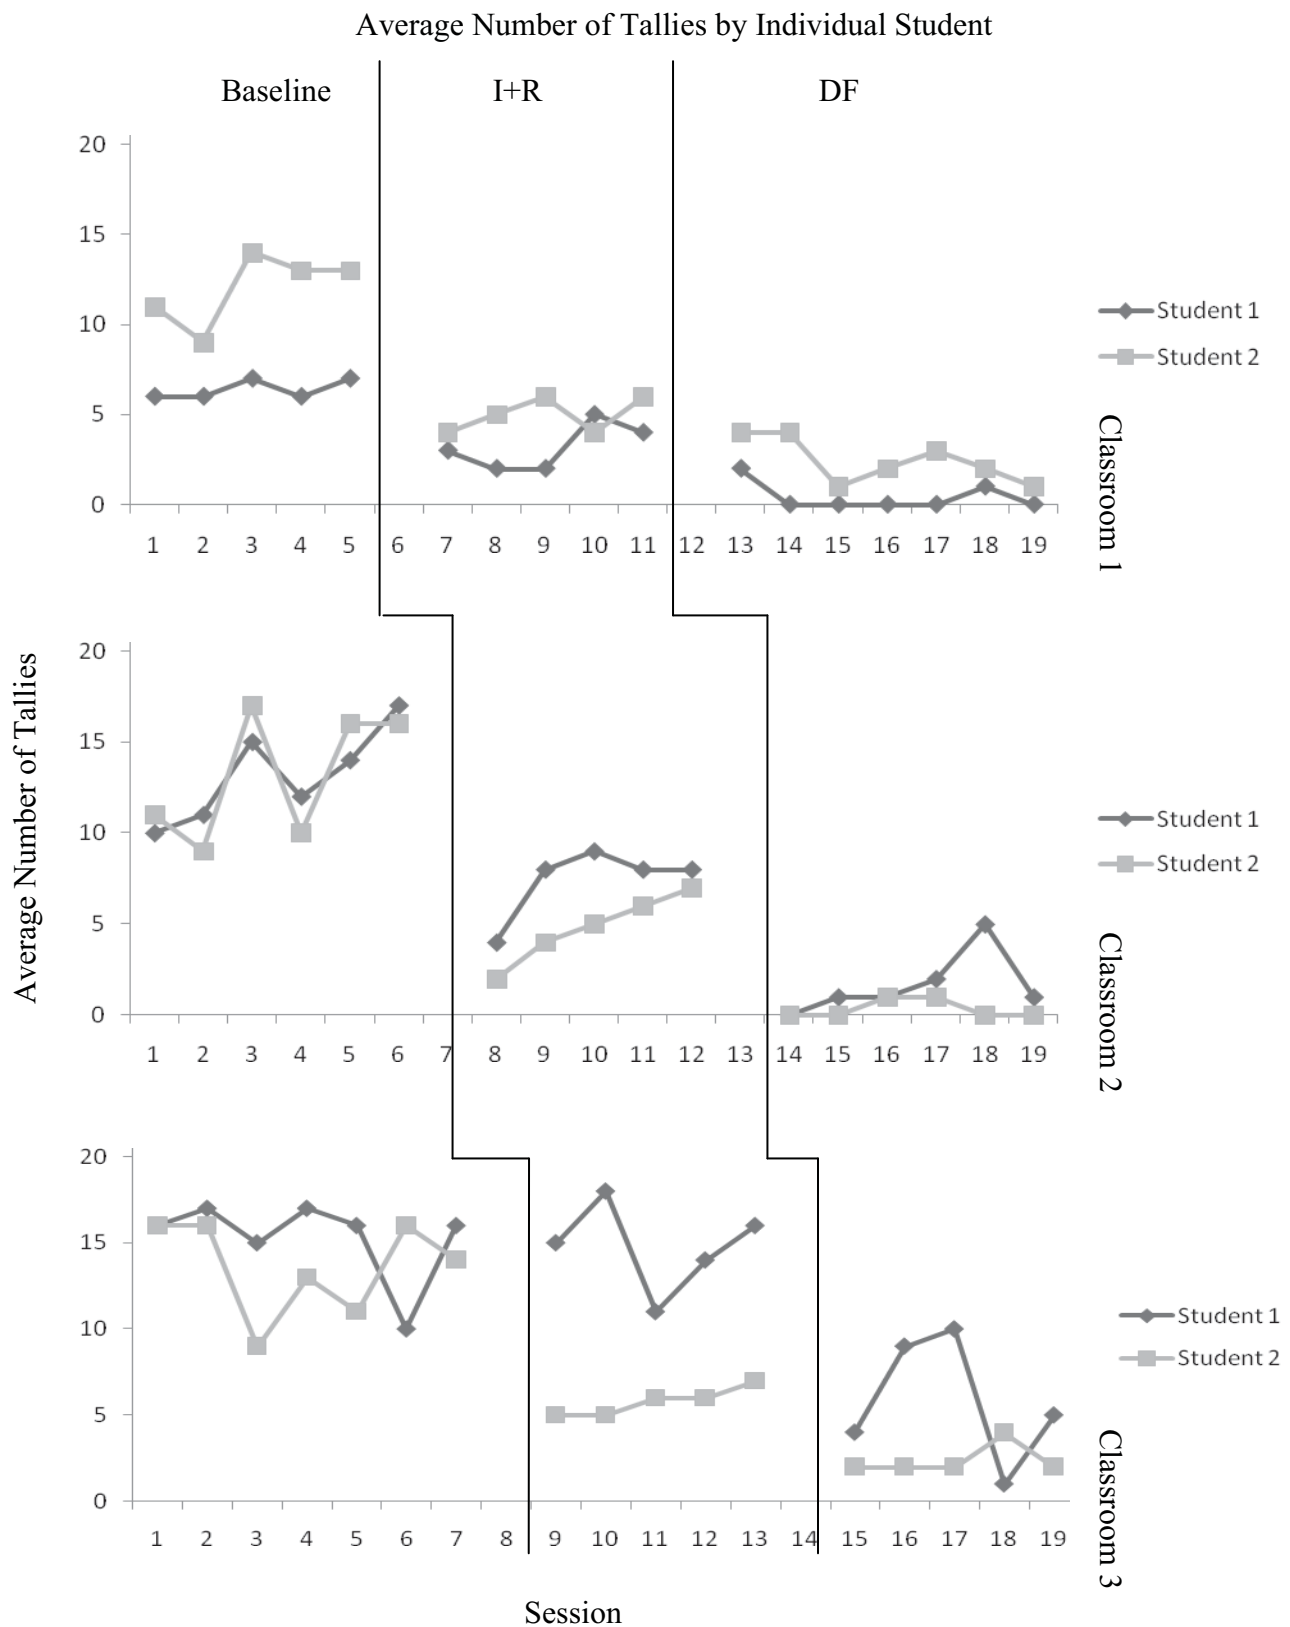 Average Number of Tallies by Individual Student
Baseline I+R DF
20
15
10
5
0
1 2 3 4 5 6 7 8 9 10 11 12 13 14 15 16 17 18 19
Student 1
Student 2
Classroom 1
Average Number of Tallies
20
15
10
5
0
1 2 3 4 5 6 7 8 9 10 11 12 13 14 15 16 17 18 19
Student 1
Student 2
Classroom 2
20
15
10
5
0
1 2 3 4 5 6 7 8 9 10 11 12 13 14 15 16 17 18 19
Student 1
Student 2
Classroom 3
Session